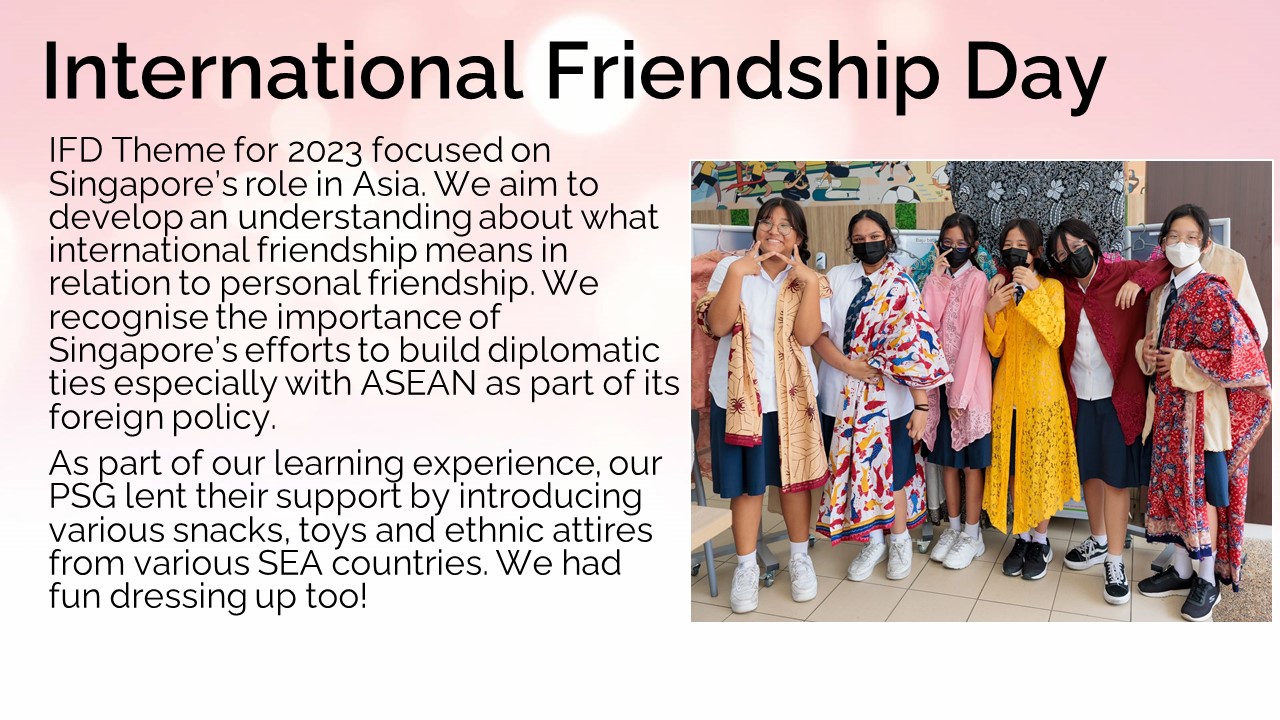 International Friendship Day
IFD Theme for 2023 focused on
Singapore's role in Asia. We aim to
develop an understanding about what
international friendship means in
relation to personal friendship. We
recognise the importance of
Singapore's efforts to build diplomatic
ties especially with ASEAN as part of its
foreign policy.
As part of our learning experience, our
PSG lent their support by introducing
various snacks, toys and ethnic attires
from various SEA countries. We had
fun dressing up too!